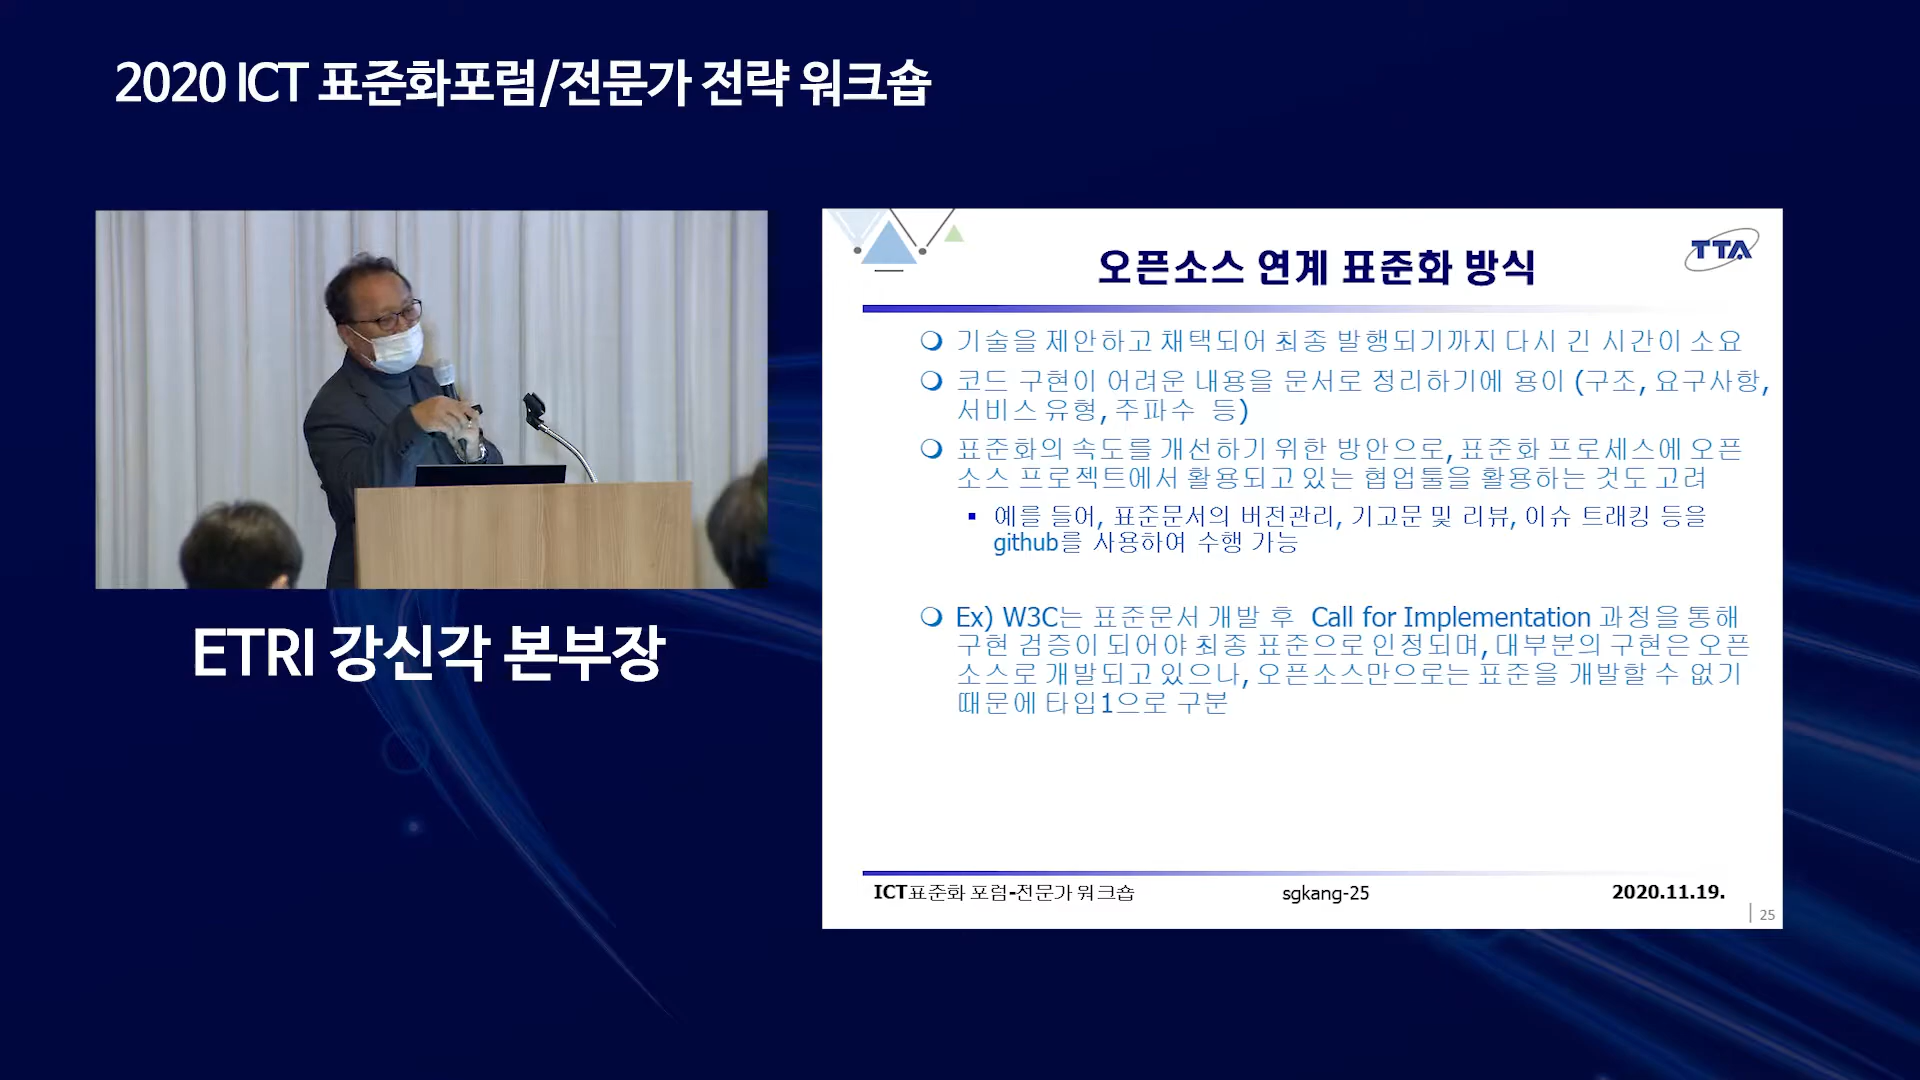 2020 ICT 표준화포럼/전문가 전략 워크숍
ETRI 강신각 본부장
오픈소스 연계 표준화 방식
TTA
기술을 제안하고 채택되어 최종 발행되기까지 다시 긴 시간이 소요
코드 구현이 어려운 내용을 문서로 정리하기에 용이 (구조, 요구사항,
서비스 유형, 주파수 등)
표준화의 속도를 개선하기 위한 방안으로, 표준화 프로세스에 오픈
소스 프로젝트에서 활용되고 있는 협업툴을 활용하는 것도 고려
예를 들어, 표준문서의 버전관리, 기고문 및 리뷰, 이슈 트래킹 등을
github를 사용하여 수행 가능
Ex) W3C는 표준문서 개발 후 Call for Implementation 과정을 통해
구현 검증이 되어야 최종 표준으로 인정되며, 대부분의 구현은 오픈
소스로 개발되고 있으나, 오픈소스만으로는 표준을 개발할 수 없기
때문에 타입1으로 구분
ICT표준화 포럼-전문가 워크숍
sgkang-25
2020.11.19.
25